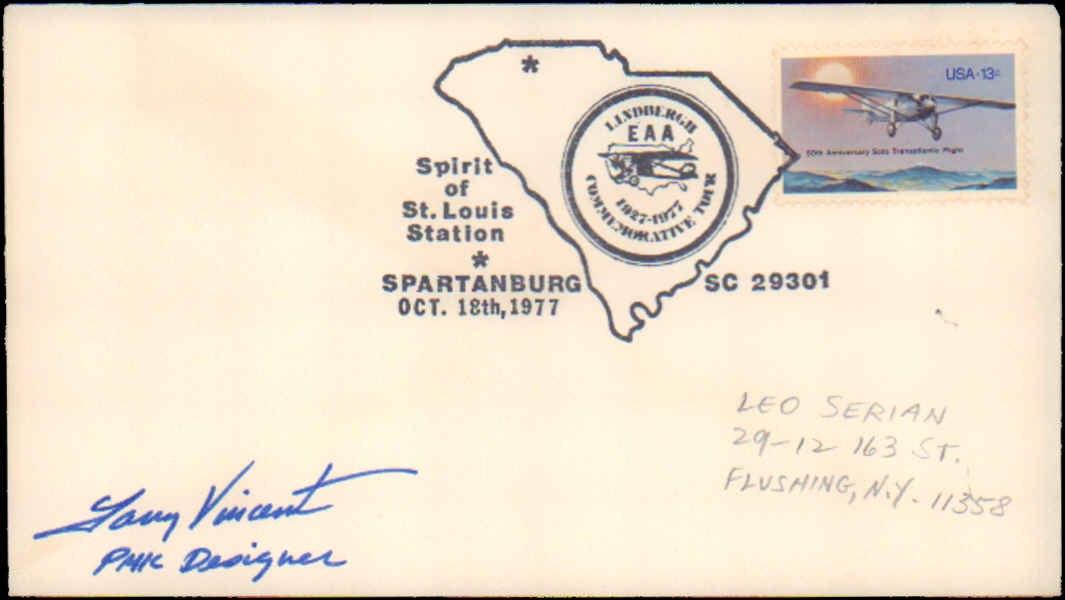 *
LINDBERGH
EAA
1927-1977
COMMEMORATIVE TOUR
Spirit
of
St. Louis
Station
*
SPARTANBURG SC 29301
OCT. 18th, 1977
USA·13c
50th Anniversary Solo Transatlantic Flight
LEO SERIAN
29-12 163 ST.
FLUSHING, N.Y. 11358
Larry Vincent
PMK Designer